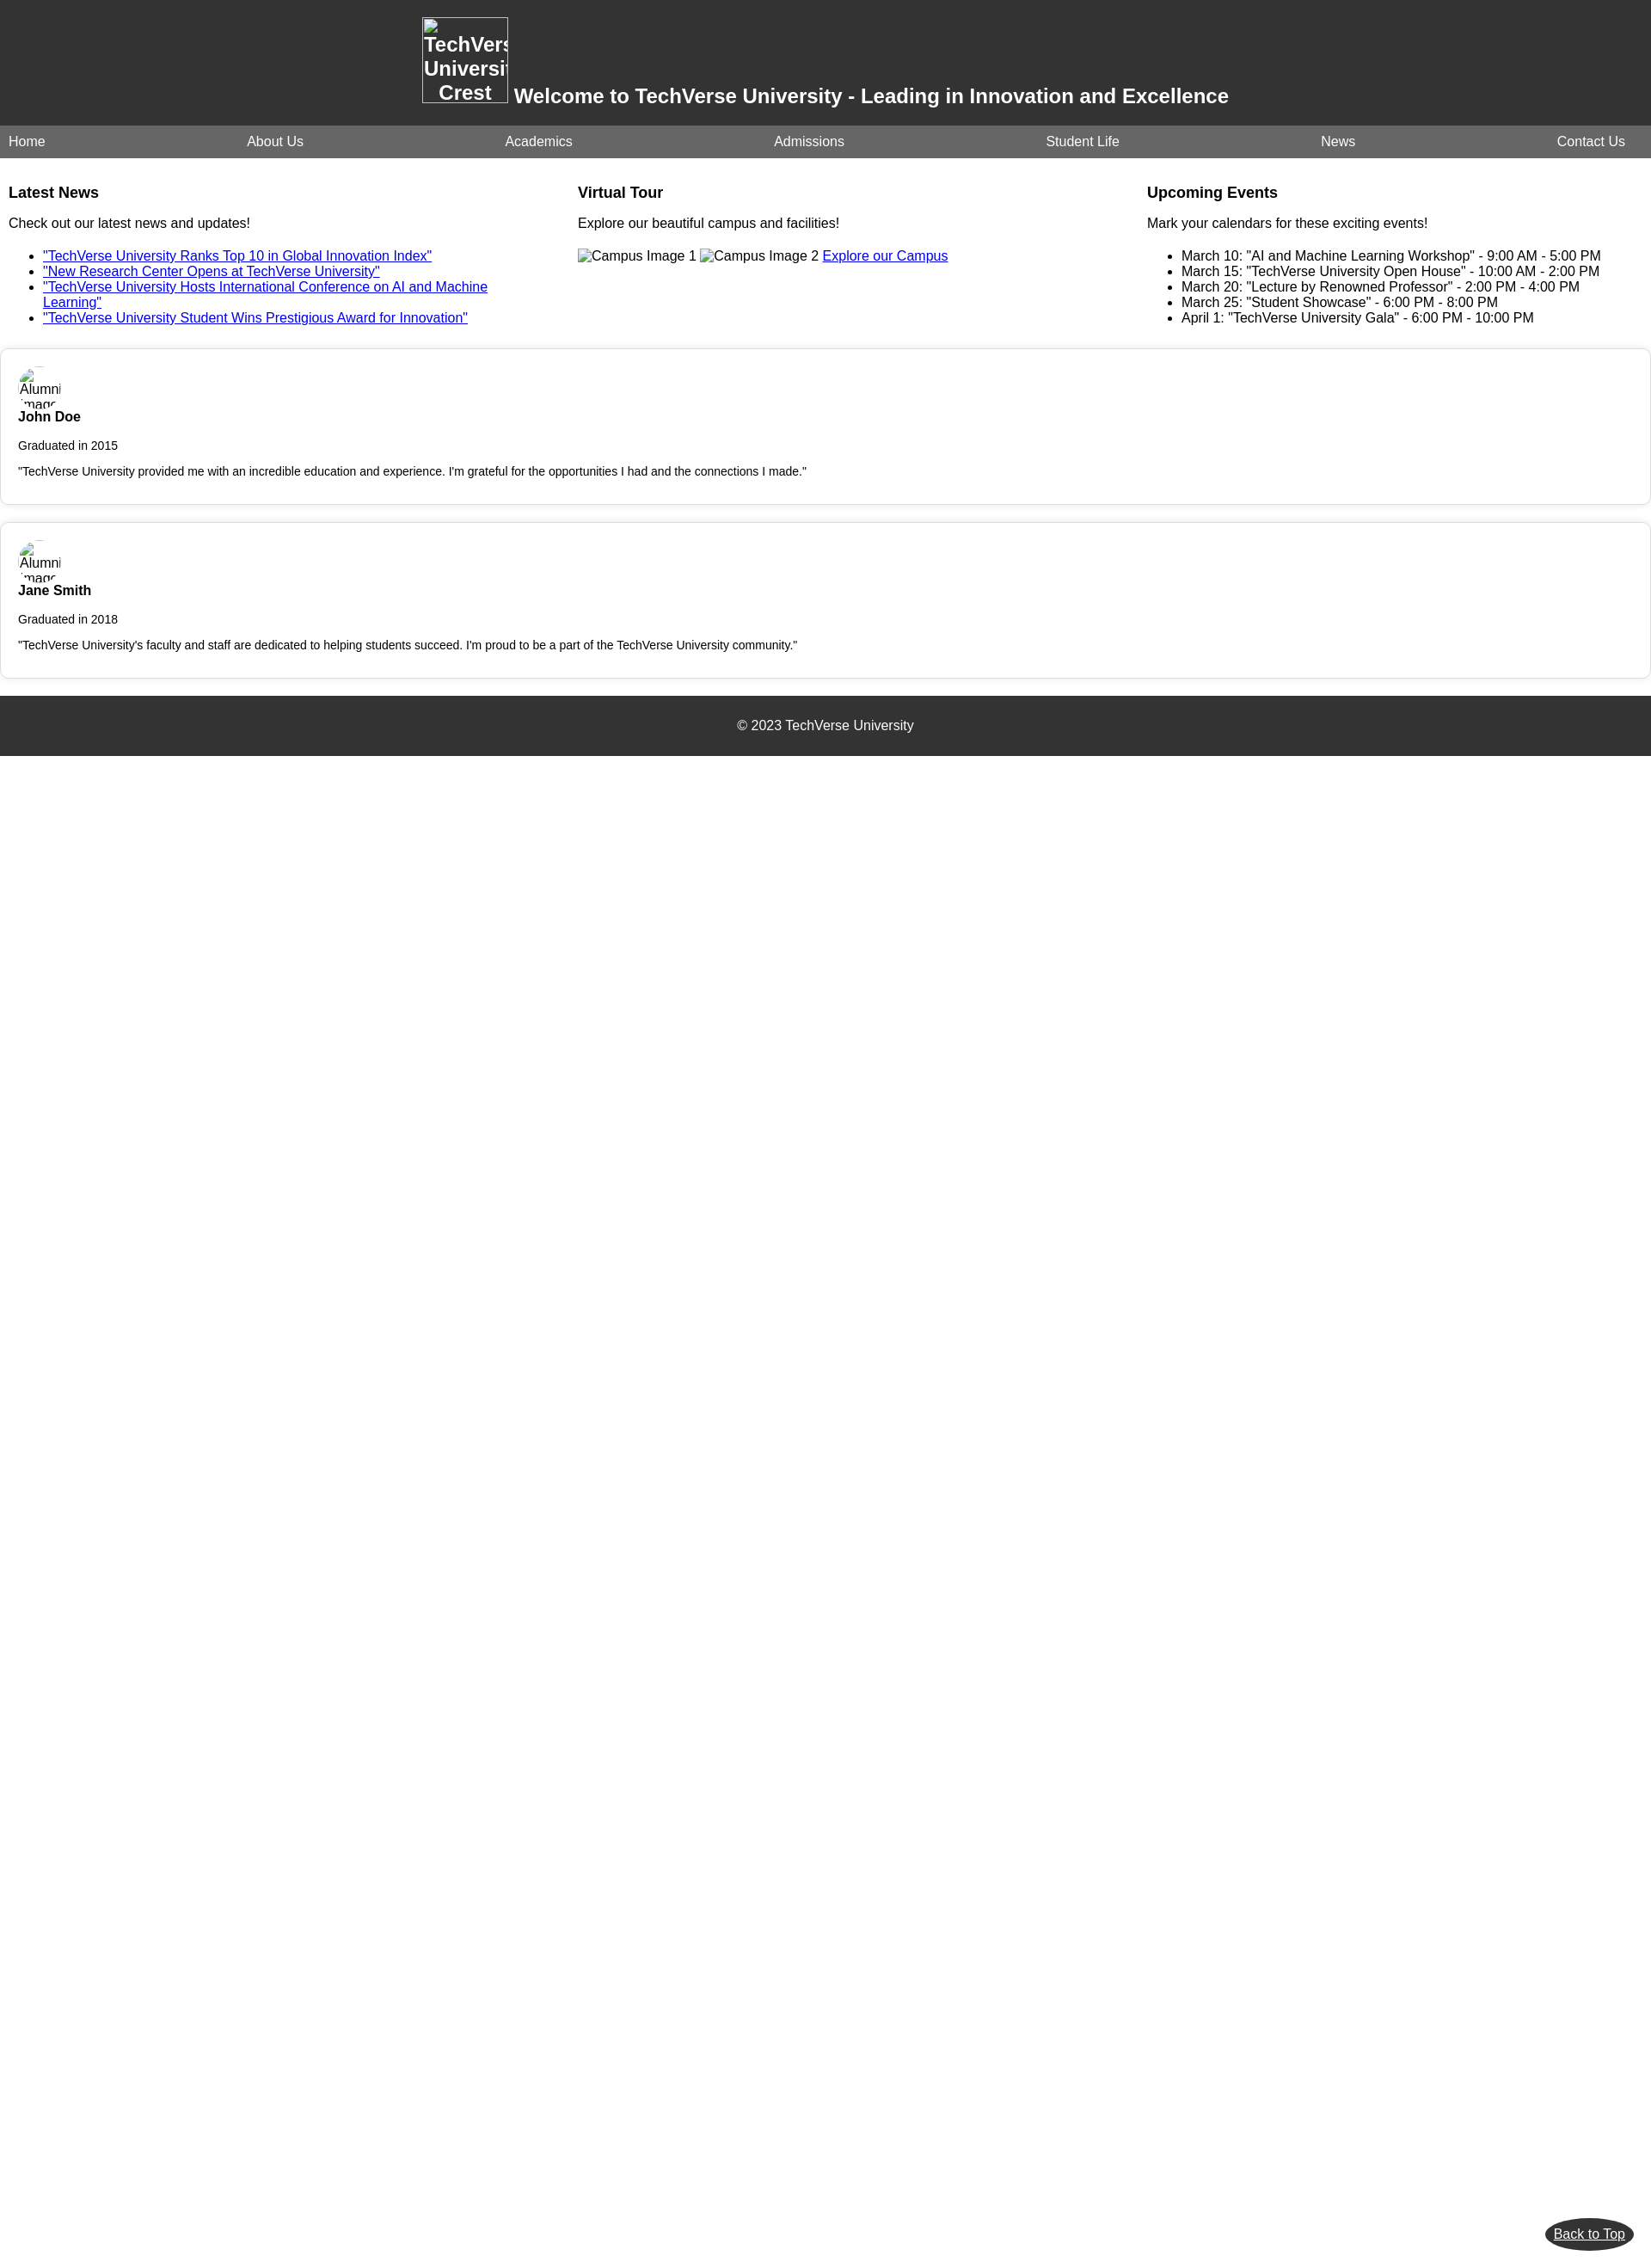 TechVers
Universit
Crest
Welcome to TechVerse University - Leading in Innovation and Excellence
Home About Us Academics Admissions Student Life News Contact Us
Latest News
Check out our latest news and updates!
"TechVerse University Ranks Top 10 in Global Innovation Index"
"New Research Center Opens at TechVerse University"
"TechVerse University Hosts International Conference on AI and Machine
Learning"
"TechVerse University Student Wins Prestigious Award for Innovation"
Virtual Tour
Explore our beautiful campus and facilities!
Campus Image 1 Campus Image 2 Explore our Campus
Upcoming Events
Mark your calendars for these exciting events!
March 10: "AI and Machine Learning Workshop" - 9:00 AM - 5:00 PM
March 15: "TechVerse University Open House" - 10:00 AM - 2:00 PM
March 20: "Lecture by Renowned Professor" - 2:00 PM - 4:00 PM
March 25: "Student Showcase" - 6:00 PM - 8:00 PM
April 1: "TechVerse University Gala" - 6:00 PM - 10:00 PM
Alumni
Image
John Doe
Graduated in 2015
"TechVerse University provided me with an incredible education and experience. I'm grateful for the opportunities I had and the connections I made."
Alumni
Image
Jane Smith
Graduated in 2018
"TechVerse University's faculty and staff are dedicated to helping students succeed. I'm proud to be a part of the TechVerse University community."
© 2023 TechVerse University
Back to Top